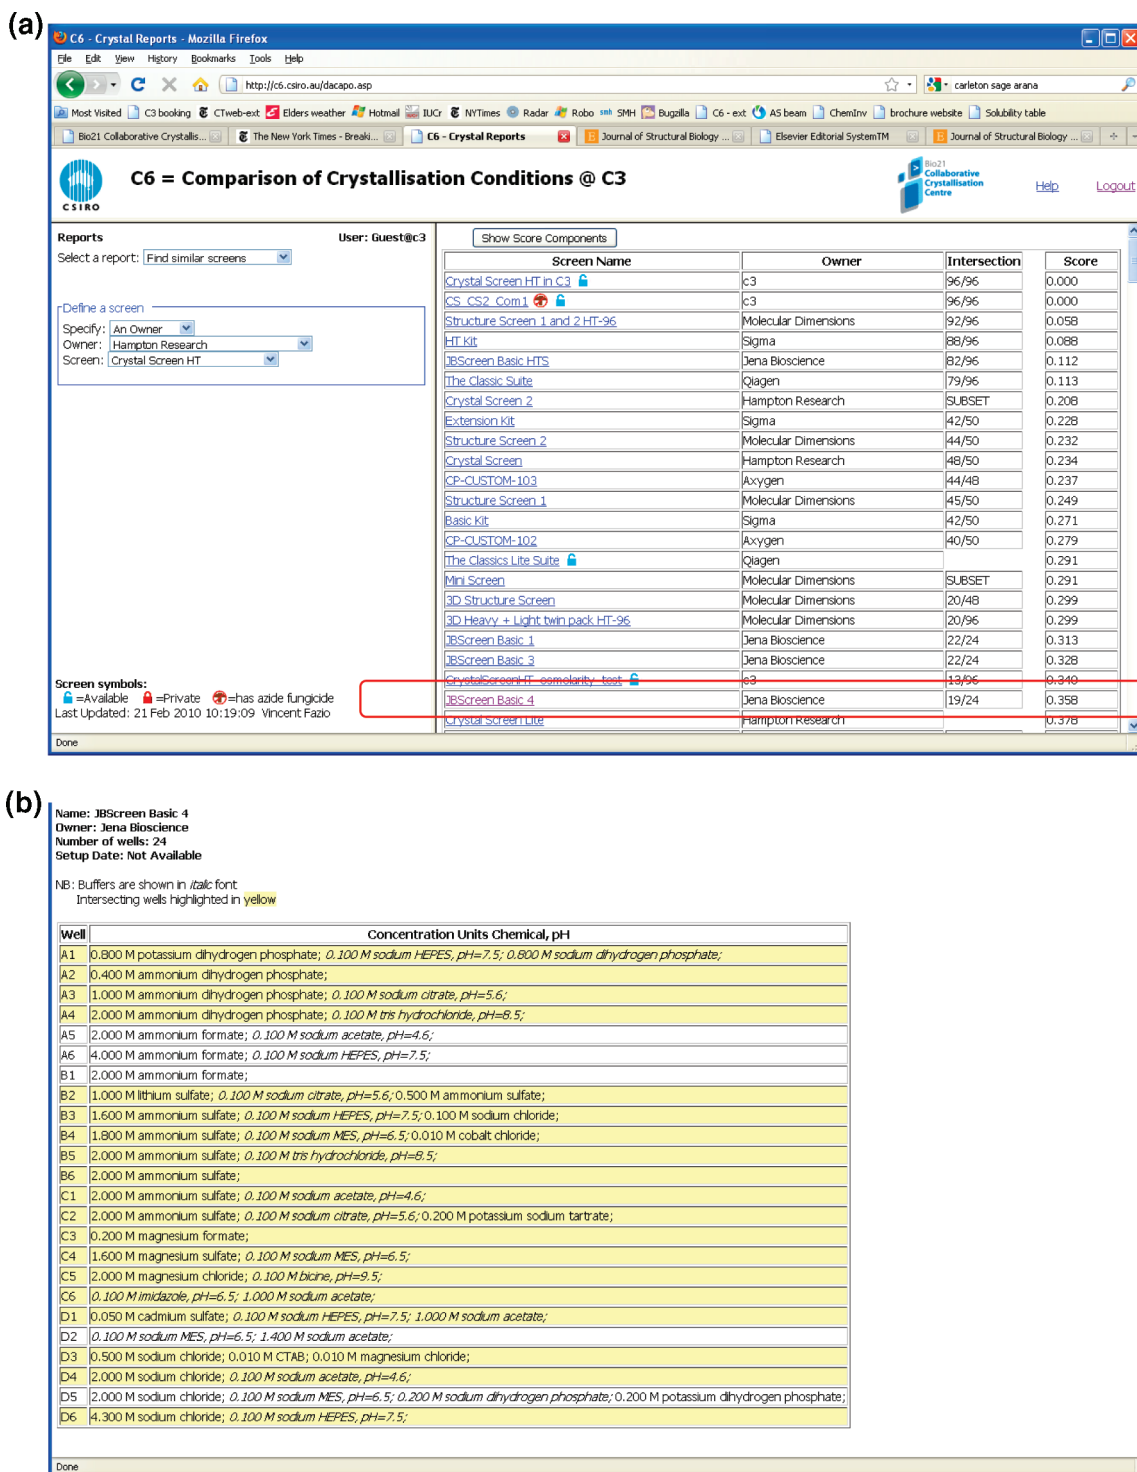 (a)
C6 - Crystal Reports - Mozilla Firefox
File Edit View History Bookmarks Tools Help
http://c6.csiro.au/dacapo.asp
carleton sage arana
Most Visited C3 booking CTweb-ext Elders weather Hotmail IUCr NYTimes Radar Robo smh SMH Bugzilla C6 - ext AS beam ChemInv brochure website Solubility table
Bio21 Collaborative Crystallis... The New York Times - Breaki... C6 - Crystal Reports Journal of Structural Biology ... Elsevier Editorial SystemTM Journal of Structural Biology ...
CSIRO
C6 = Comparison of Crystallisation Conditions @ C3
Bio21
Collaborative
Crystallisation
Centre
Help Logout
Reports User: Guest@c3
Select a report: Find similar screens
Define a screen
Specify: An Owner
Owner: Hampton Research
Screen: Crystal Screen HT
Screen symbols:
=Available =Private =has azide fungicide
Last Updated: 21 Feb 2010 10:19:09 Vincent Fazio
Show Score Components
Screen Name Owner Intersection Score
Crystal Screen HT in C3 c3 96/96 0.000
CS_CS2_Com1 c3 96/96 0.000
Structure Screen 1 and 2 HT-96 Molecular Dimensions 92/96 0.058
HT Kit Sigma 88/96 0.088
JBScreen Basic HTS Jena Bioscience 82/96 0.112
The Classic Suite Qiagen 79/96 0.113
Crystal Screen 2 Hampton Research SUBSET 0.208
Extension Kit Sigma 42/50 0.228
Structure Screen 2 Molecular Dimensions 44/50 0.232
Crystal Screen Hampton Research 48/50 0.234
CP-CUSTOM-103 Axygen 44/48 0.237
Structure Screen 1 Molecular Dimensions 45/50 0.249
Basic Kit Sigma 42/50 0.271
CP-CUSTOM-102 Axygen 40/50 0.279
The Classics Lite Suite Qiagen 0.291
Mini Screen Molecular Dimensions SUBSET 0.291
3D Structure Screen Molecular Dimensions 20/48 0.299
3D Heavy + Light twin pack HT-96 Molecular Dimensions 20/96 0.299
JBScreen Basic 1 Jena Bioscience 22/24 0.313
JBScreen Basic 3 Jena Bioscience 22/24 0.328
CrystalScreenHT_osmolarity_test c3 13/96 0.340
JBScreen Basic 4 Jena Bioscience 19/24 0.358
Crystal Screen Lite Hampton Research 0.378
Done
(b)
Name: JBScreen Basic 4
Owner: Jena Bioscience
Number of wells: 24
Setup Date: Not Available
NB: Buffers are shown in italic font
Intersecting wells highlighted in yellow
Well Concentration Units Chemical, pH
A1 0.800 M potassium dihydrogen phosphate; 0.100 M sodium HEPES, pH=7.5; 0.800 M sodium dihydrogen phosphate;
A2 0.400 M ammonium dihydrogen phosphate;
A3 1.000 M ammonium dihydrogen phosphate; 0.100 M sodium citrate, pH=5.6;
A4 2.000 M ammonium dihydrogen phosphate; 0.100 M tris hydrochloride, pH=8.5;
A5 2.000 M ammonium formate; 0.100 M sodium acetate, pH=4.6;
A6 4.000 M ammonium formate; 0.100 M sodium HEPES, pH=7.5;
B1 2.000 M ammonium formate;
B2 1.000 M lithium sulfate; 0.100 M sodium citrate, pH=5.6; 0.500 M ammonium sulfate;
B3 1.600 M ammonium sulfate; 0.100 M sodium HEPES, pH=7.5; 0.100 M sodium chloride;
B4 1.800 M ammonium sulfate; 0.100 M sodium MES, pH=6.5; 0.010 M cobalt chloride;
B5 2.000 M ammonium sulfate; 0.100 M tris hydrochloride, pH=8.5;
B6 2.000 M ammonium sulfate;
C1 2.000 M ammonium sulfate; 0.100 M sodium acetate, pH=4.6;
C2 2.000 M ammonium sulfate; 0.100 M sodium citrate, pH=5.6; 0.200 M potassium sodium tartrate;
C3 0.200 M magnesium formate;
C4 1.600 M magnesium sulfate; 0.100 M sodium MES, pH=6.5;
C5 2.000 M magnesium chloride; 0.100 M bicine, pH=9.5;
C6 0.100 M imidazole, pH=6.5; 1.000 M sodium acetate;
D1 0.050 M cadmium sulfate; 0.100 M sodium HEPES, pH=7.5; 1.000 M sodium acetate;
D2 0.100 M sodium MES, pH=6.5; 1.400 M sodium acetate;
D3 0.500 M sodium chloride; 0.010 M CTAB; 0.010 M magnesium chloride;
D4 2.000 M sodium chloride; 0.100 M sodium acetate, pH=4.6;
D5 2.000 M sodium chloride; 0.100 M sodium MES, pH=6.5; 0.200 M sodium dihydrogen phosphate; 0.200 M potassium dihydrogen phosphate;
D6 4.300 M sodium chloride; 0.100 M sodium HEPES, pH=7.5;
Done